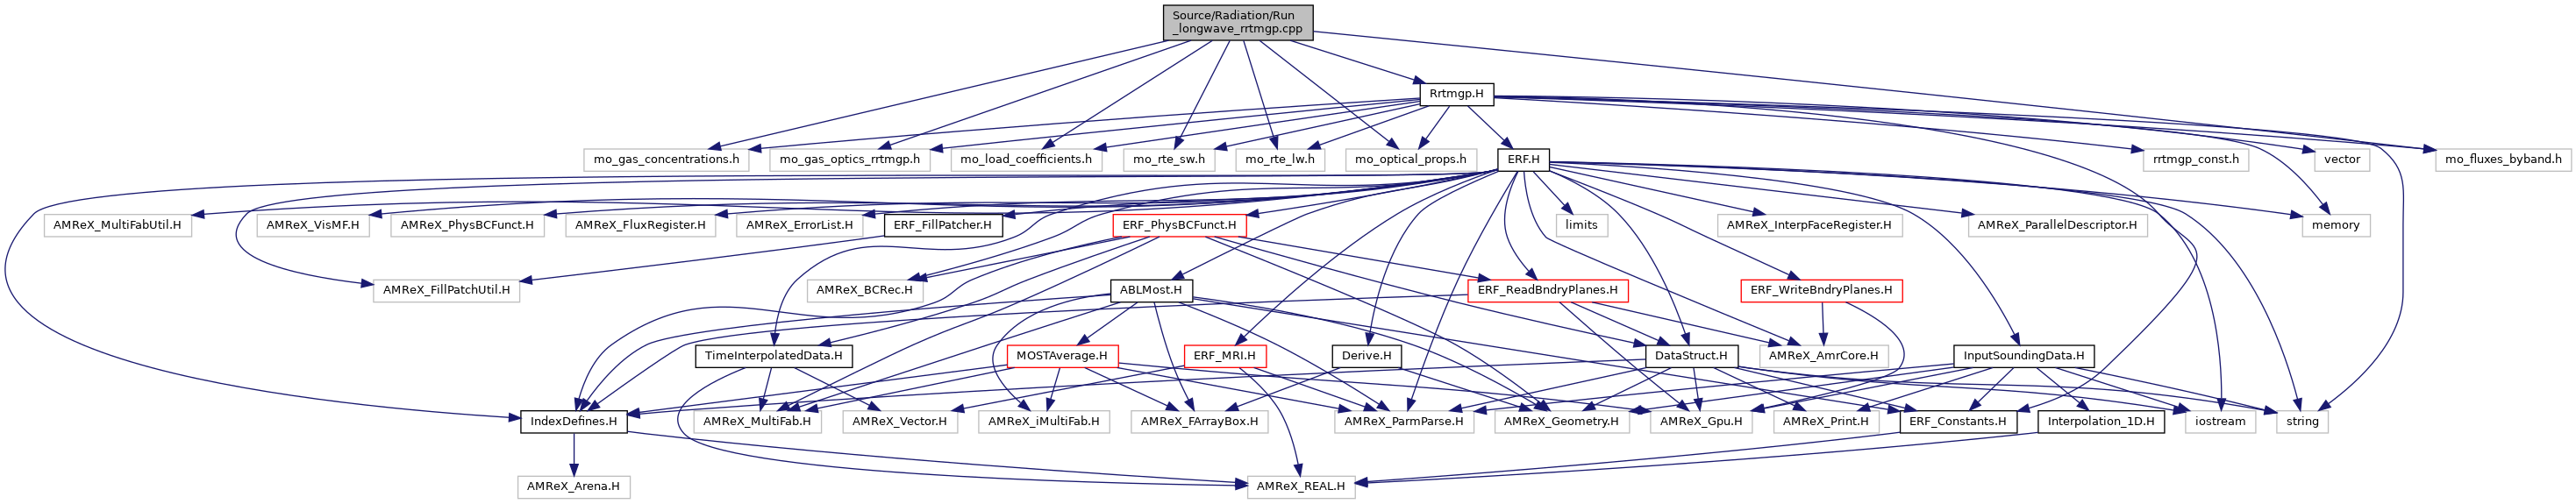 Source/Radiation/Run
_longwave_rrtmgp.cpp
Rrtmgp.H
mo_gas_concentrations.h
mo_gas_optics_rrtmgp.h
mo_load_coefficients.h
mo_rte_sw.h
mo_rte_lw.h
mo_optical_props.h
ERF.H
rrtmgp_const.h
vector
mo_fluxes_byband.h
AMReX_MultiFabUtil.H
AMReX_VisMF.H
AMReX_PhysBCFunct.H
AMReX_FluxRegister.H
AMReX_ErrorList.H
ERF_FillPatcher.H
ERF_PhysBCFunct.H
limits
AMReX_InterpFaceRegister.H
AMReX_ParallelDescriptor.H
memory
AMReX_FillPatchUtil.H
AMReX_BCRec.H
ABLMost.H
ERF_ReadBndryPlanes.H
ERF_WriteBndryPlanes.H
TimeInterpolatedData.H
MOSTAverage.H
ERF_MRI.H
Derive.H
DataStruct.H
AMReX_AmrCore.H
InputSoundingData.H
IndexDefines.H
AMReX_MultiFab.H
AMReX_Vector.H
AMReX_iMultiFab.H
AMReX_FArrayBox.H
AMReX_ParmParse.H
AMReX_Geometry.H
AMReX_Gpu.H
AMReX_Print.H
ERF_Constants.H
Interpolation_1D.H
iostream
string
AMReX_Arena.H
AMReX_REAL.H